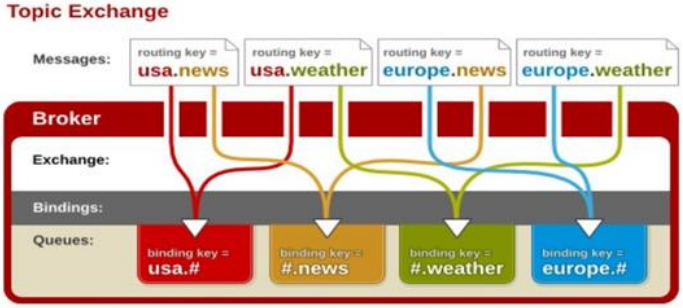 Topic Exchange
Messages:
routing key =
usa.news
routing key =
usa.weather
routing key =
europe.news
routing key =
europe.weather
Broker
Exchange:
Bindings:
Queues:
binding key =
usa.#
binding key =
#.news
binding key =
#.weather
binding key =
europe.#